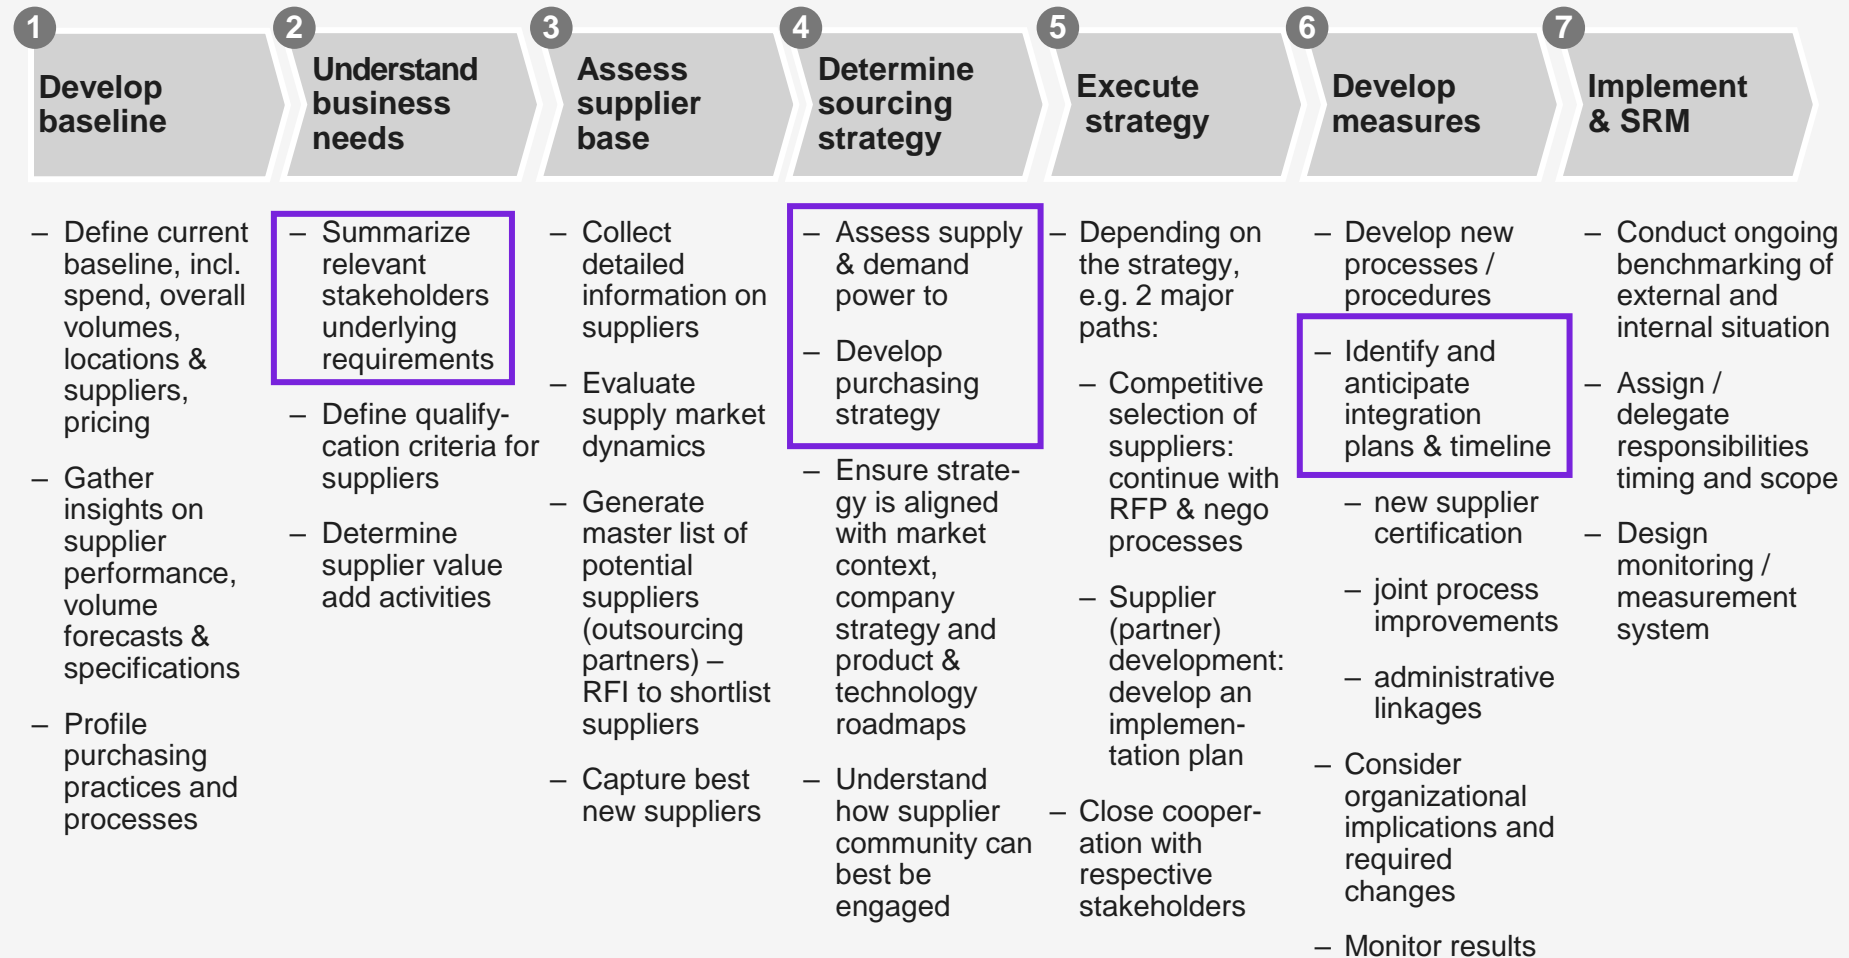 1
Develop
baseline
2
Understand
business
needs
3
Assess
supplier
base
4
Determine
sourcing
strategy
5
Execute
strategy
6
Develop
measures
7
Implement
& SRM
– Define current
baseline, incl.
spend, overall
volumes,
locations &
suppliers,
pricing
– Gather
insights on
supplier
performance,
volume
forecasts &
specifications
– Profile
purchasing
practices and
processes
– Summarize
relevant
stakeholders
underlying
requirements
– Define qualify-
cation criteria for
suppliers
– Determine
supplier value
add activities
– Collect
detailed
information on
suppliers
– Evaluate
supply market
dynamics
– Generate
master list of
potential
suppliers
(outsourcing
partners) –
RFI to shortlist
suppliers
– Capture best
new suppliers
– Assess supply
& demand
power to
– Develop
purchasing
strategy
– Ensure strate-
gy is aligned
with market
context,
company
strategy and
product &
technology
roadmaps
– Understand
how supplier
community can
best be
engaged
– Depending on
the strategy,
e.g. 2 major
paths:
– Competitive
selection of
suppliers:
continue with
RFP & nego
processes
– Supplier
(partner)
development:
develop an
implemen-
tation plan
– Close cooper-
ation with
respective
stakeholders
– Develop new
processes /
procedures
– Identify and
anticipate
integration
plans & timeline
– new supplier
certification
– joint process
improvements
– administrative
linkages
– Consider
organizational
implications and
required
changes
– Monitor results
– Conduct ongoing
benchmarking of
external and
internal situation
– Assign /
delegate
responsibilities
timing and scope
– Design
monitoring /
measurement
system